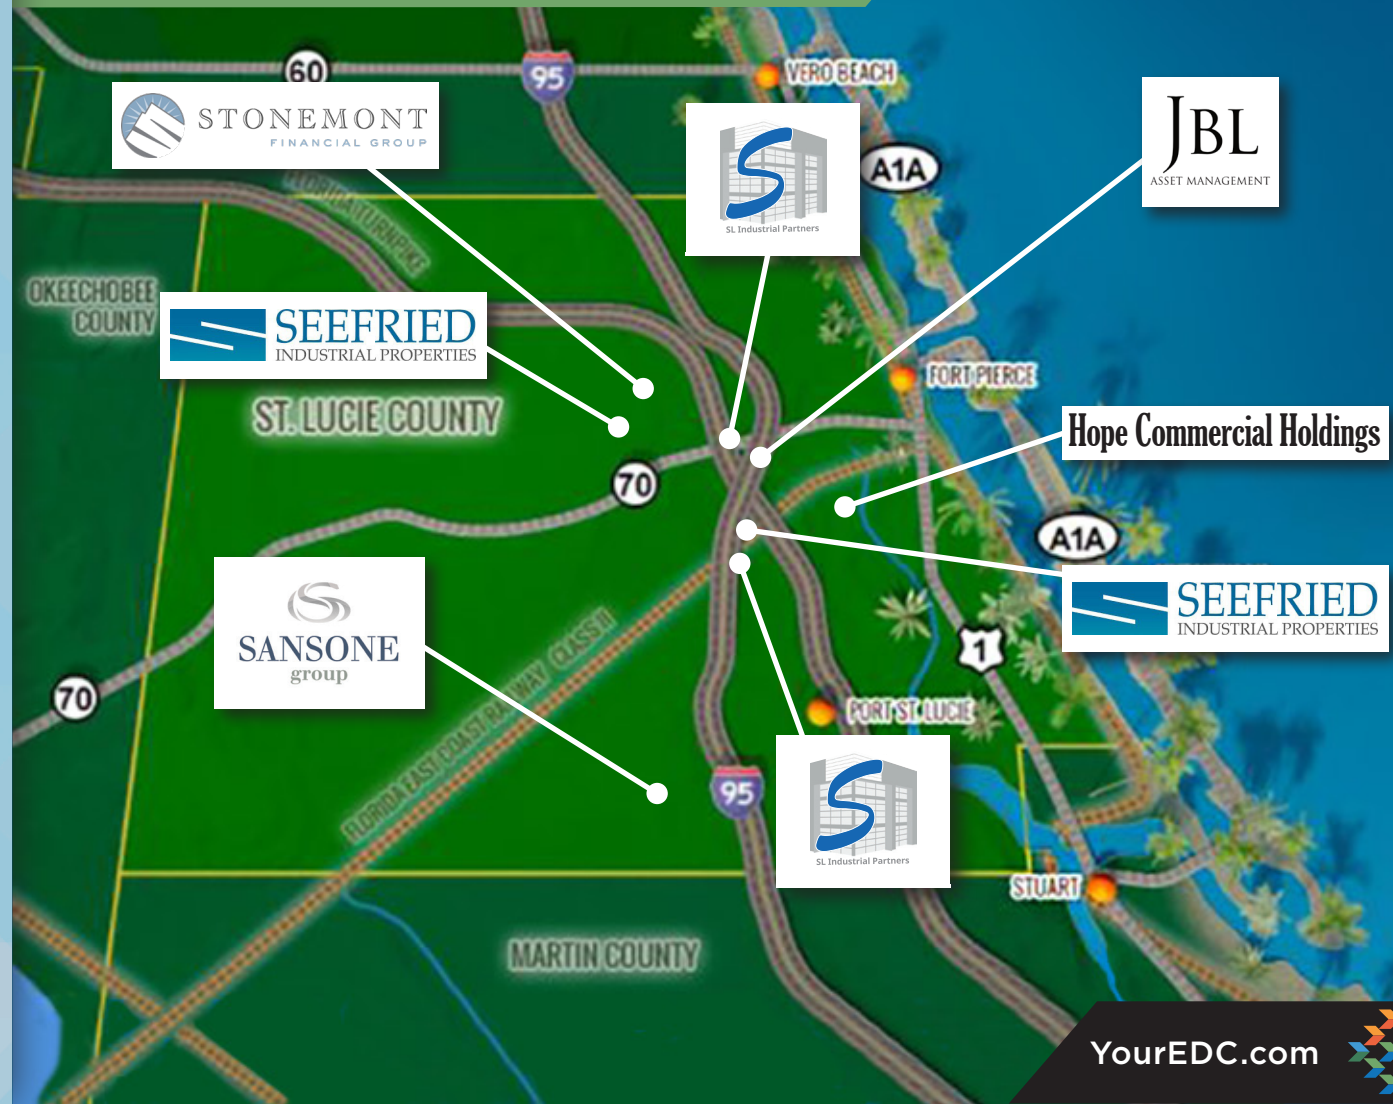 60
95
VERO BEACH
STONEMONT
FINANCIAL GROUP
JBL
ASSET MANAGEMENT
A1A
SL Industrial Partners
FLORIDA TURNPIKE
OKEECHOBEE
COUNTY
SEEFRIED
INDUSTRIAL PROPERTIES
FORT PIERCE
ST. LUCIE COUNTY
Hope Commercial Holdings
70
A1A
SEEFRIED
INDUSTRIAL PROPERTIES
SANSONE
group
1
70
FLORIDA EAST COAST RAILWAY CLASS II
PORT ST. LUCIE
95
SL Industrial Partners
STUART
MARTIN COUNTY
YourEDC.com